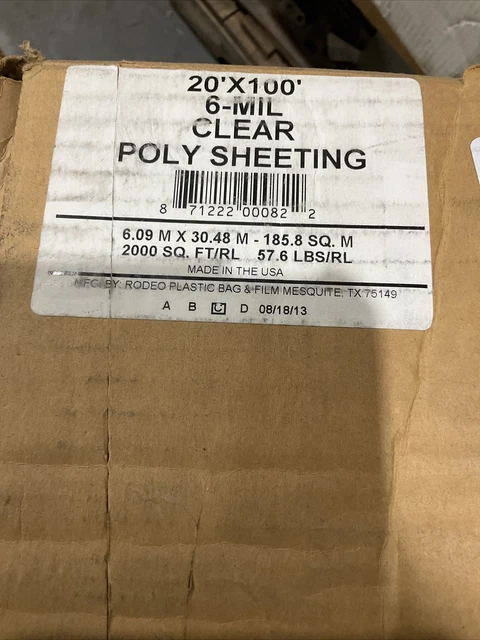 20'X100'
6-MIL
CLEAR
POLY SHEETING
8 71222 00082 2
6.09 M X 30.48 M - 185.8 SQ. M
2000 SQ. FT/RL 57.6 LBS/RL
MADE IN THE USA
MFG. BY: RODEO PLASTIC BAG & FILM MESQUITE, TX 75149
A B C D 08/18/13